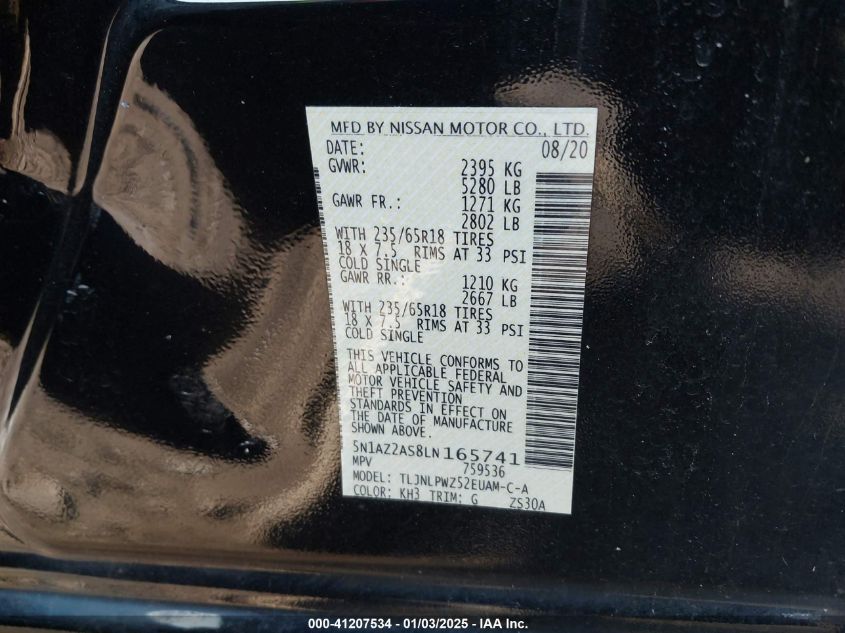 MFD BY NISSAN MOTOR CO., LTD.
DATE: 08/20
GVWR: 2395 KG
5280 LB
GAWR FR.: 1271 KG
2802 LB
WITH 235/65R18 TIRES
18 X 7.5 RIMS AT 33 PSI
COLD SINGLE
GAWR RR.: 1210 KG
2667 LB
WITH 235/65R18 TIRES
18 X 7.5 RIMS AT 33 PSI
COLD SINGLE
THIS VEHICLE CONFORMS TO
ALL APPLICABLE FEDERAL
MOTOR VEHICLE SAFETY AND
THEFT PREVENTION
STANDARDS IN EFFECT ON
THE DATE OF MANUFACTURE
SHOWN ABOVE.
5N1AZ2AS8LN165741
MPV 759536
MODEL: TLJNLPWZ52EUAM-C-A
COLOR: KH3 TRIM: G ZS30A
000-41207534 - 01/03/2025 - IAA Inc.